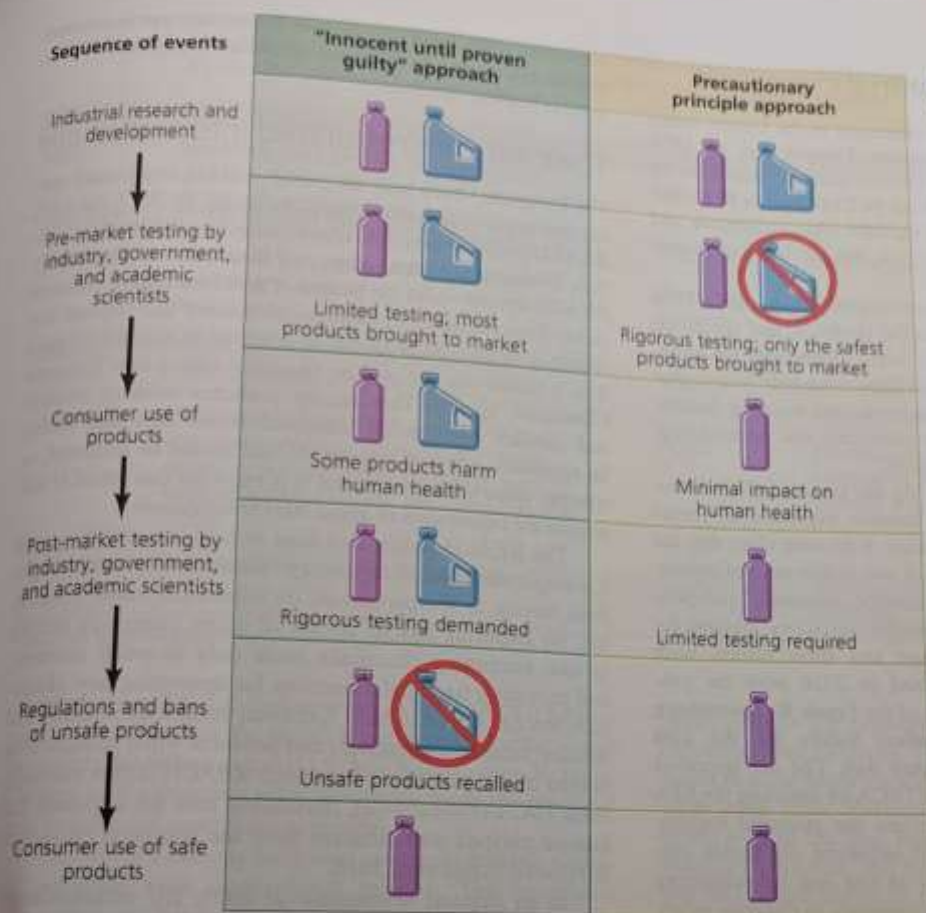 Sequence of events
"Innocent until proven
guilty" approach
Precautionary
principle approach
Industrial research and
development
Pre-market testing by
industry, government,
and academic
scientists
Limited testing; most
products brought to market
Rigorous testing; only the safest
products brought to market
Consumer use of
products
Some products harm
human health
Minimal impact on
human health
Post-market testing by
industry, government,
and academic scientists
Rigorous testing demanded
Limited testing required
Regulations and bans
of unsafe products
Unsafe products recalled
Consumer use of safe
products